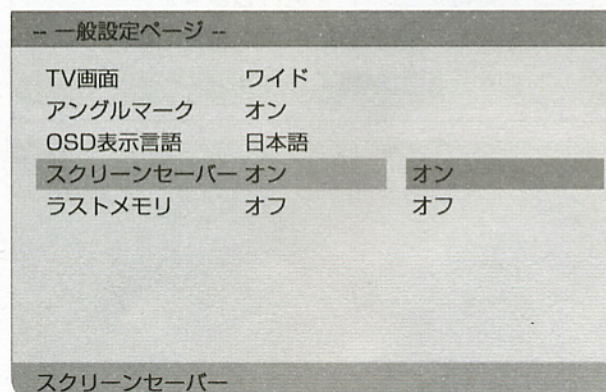 -- 一般設定ページ --
TV画面 ワイド
アングルマーク オン
OSD表示言語 日本語
スクリーンセーバー オン オン
ラストメモリ オフ オフ
スクリーンセーバー